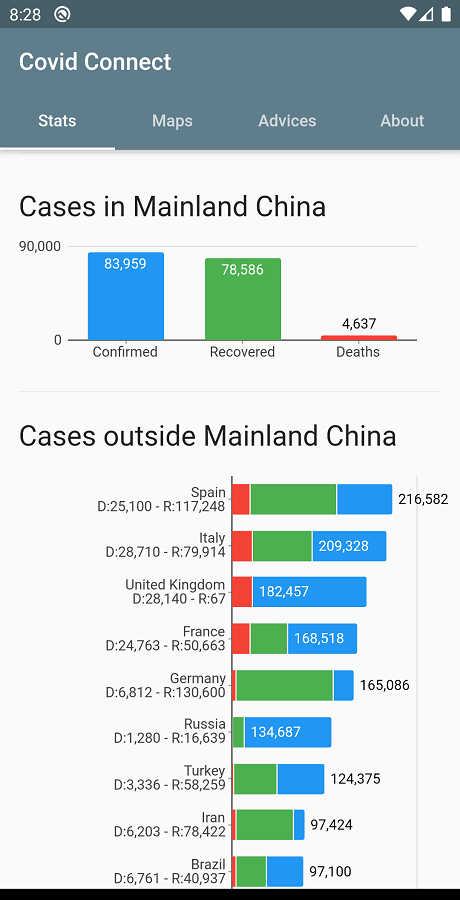 8:28
Covid Connect
Stats Maps Advices About
Cases in Mainland China
90,000
83,959 78,586 4,637
0
Confirmed Recovered Deaths
Cases outside Mainland China
Spain
D:25,100 - R:117,248 216,582
Italy
D:28,710 - R:79,914 209,328
United Kingdom
D:28,140 - R:67 182,457
France
D:24,763 - R:50,663 168,518
Germany
D:6,812 - R:130,600 165,086
Russia
D:1,280 - R:16,639 134,687
Turkey
D:3,336 - R:58,259 124,375
Iran
D:6,203 - R:78,422 97,424
Brazil
D:6,761 - R:40,937 97,100